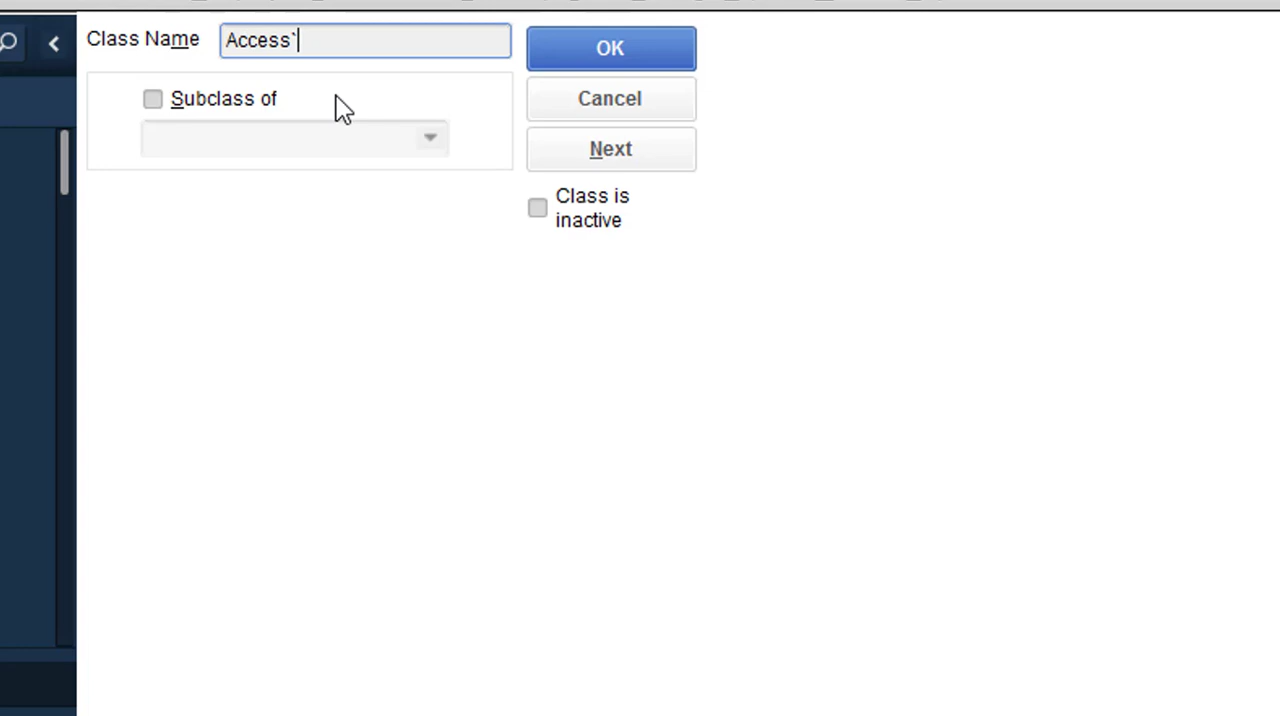 Class Name Access` OK
Subclass of Cancel
Next
Class is
inactive